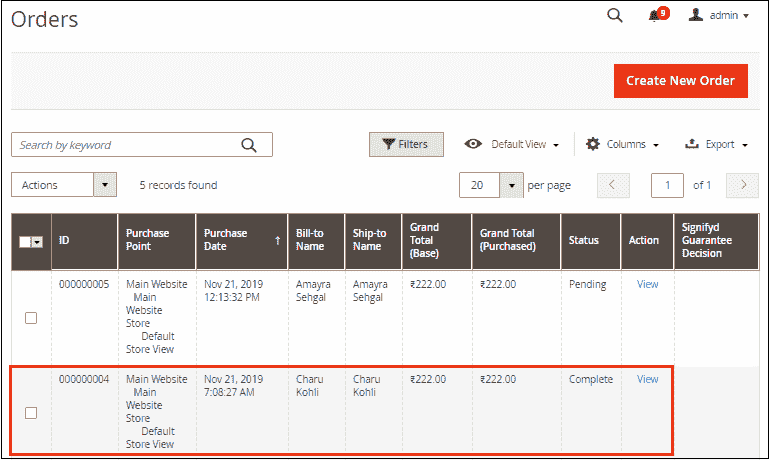 Orders
9
admin
Create New Order
Search by keyword
Filters
Default View
Columns
Export
Actions
5 records found
20
per page
1
of 1
ID
Purchase
Point
Purchase
Date
Bill-to
Name
Ship-to
Name
Grand
Total
(Base)
Grand Total
(Purchased)
Status
Action
Signifyd
Guarantee
Decision
000000005
Main Website
Main
Website
Store
Default
Store View
Nov 21, 2019
12:13:32 PM
Amayra
Sehgal
Amayra
Sehgal
₹222.00
₹222.00
Pending
View
000000004
Main Website
Main
Website
Store
Default
Store View
Nov 21, 2019
7:08:27 AM
Charu
Kohli
Charu
Kohli
₹222.00
₹222.00
Complete
View